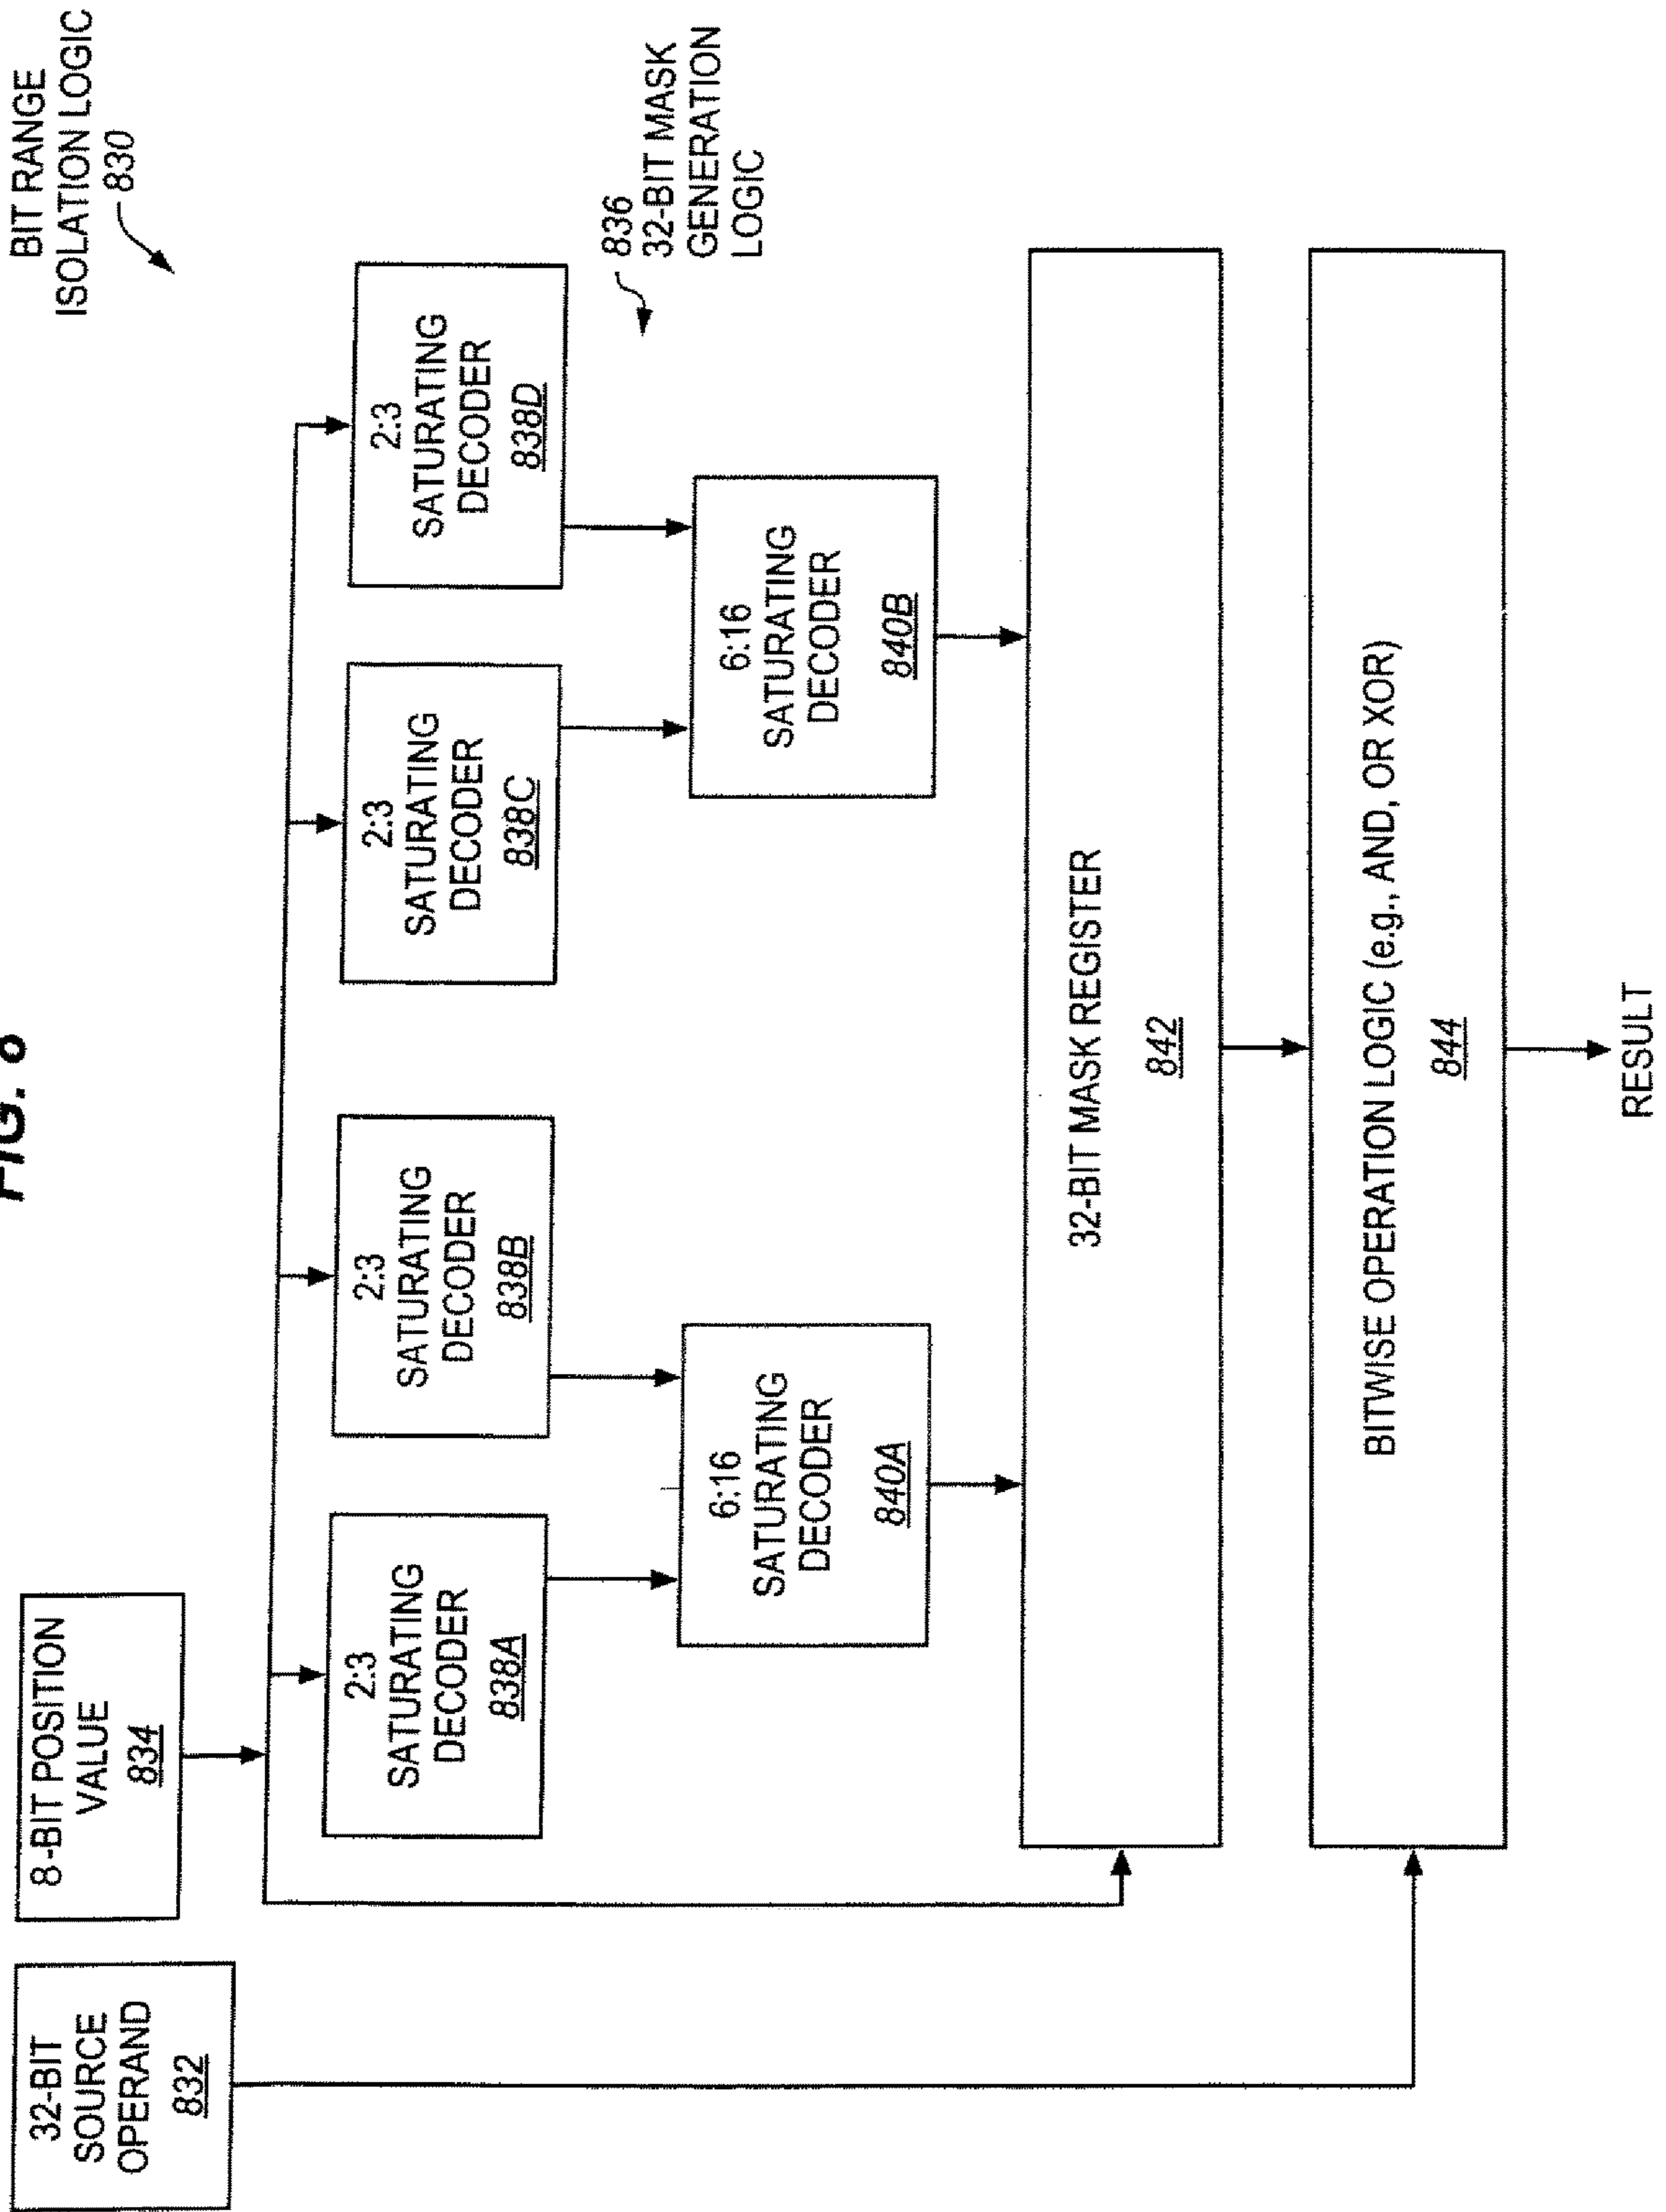 FIG. 8
BIT RANGE
ISOLATION LOGIC
830
32-BIT
SOURCE
OPERAND
832
8-BIT POSITION
VALUE
834
2:3
SATURATING
DECODER
838A
2:3
SATURATING
DECODER
838B
2:3
SATURATING
DECODER
838C
2:3
SATURATING
DECODER
838D
836
32-BIT MASK
GENERATION
LOGIC
6:16
SATURATING
DECODER
840A
6:16
SATURATING
DECODER
840B
32-BIT MASK REGISTER
842
BITWISE OPERATION LOGIC (e.g., AND, OR XOR)
844
RESULT